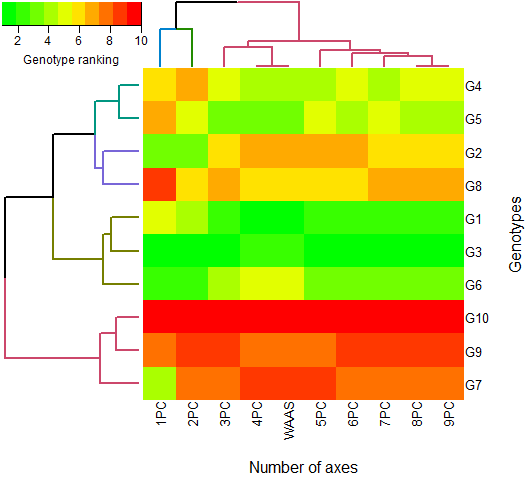 2 4 6 8 10
Genotype ranking
G4
G5
G2
G8
G1
G3
G6
G10
G9
G7
Genotypes
1PC 2PC 3PC 4PC WAAS 5PC 6PC 7PC 8PC 9PC
Number of axes